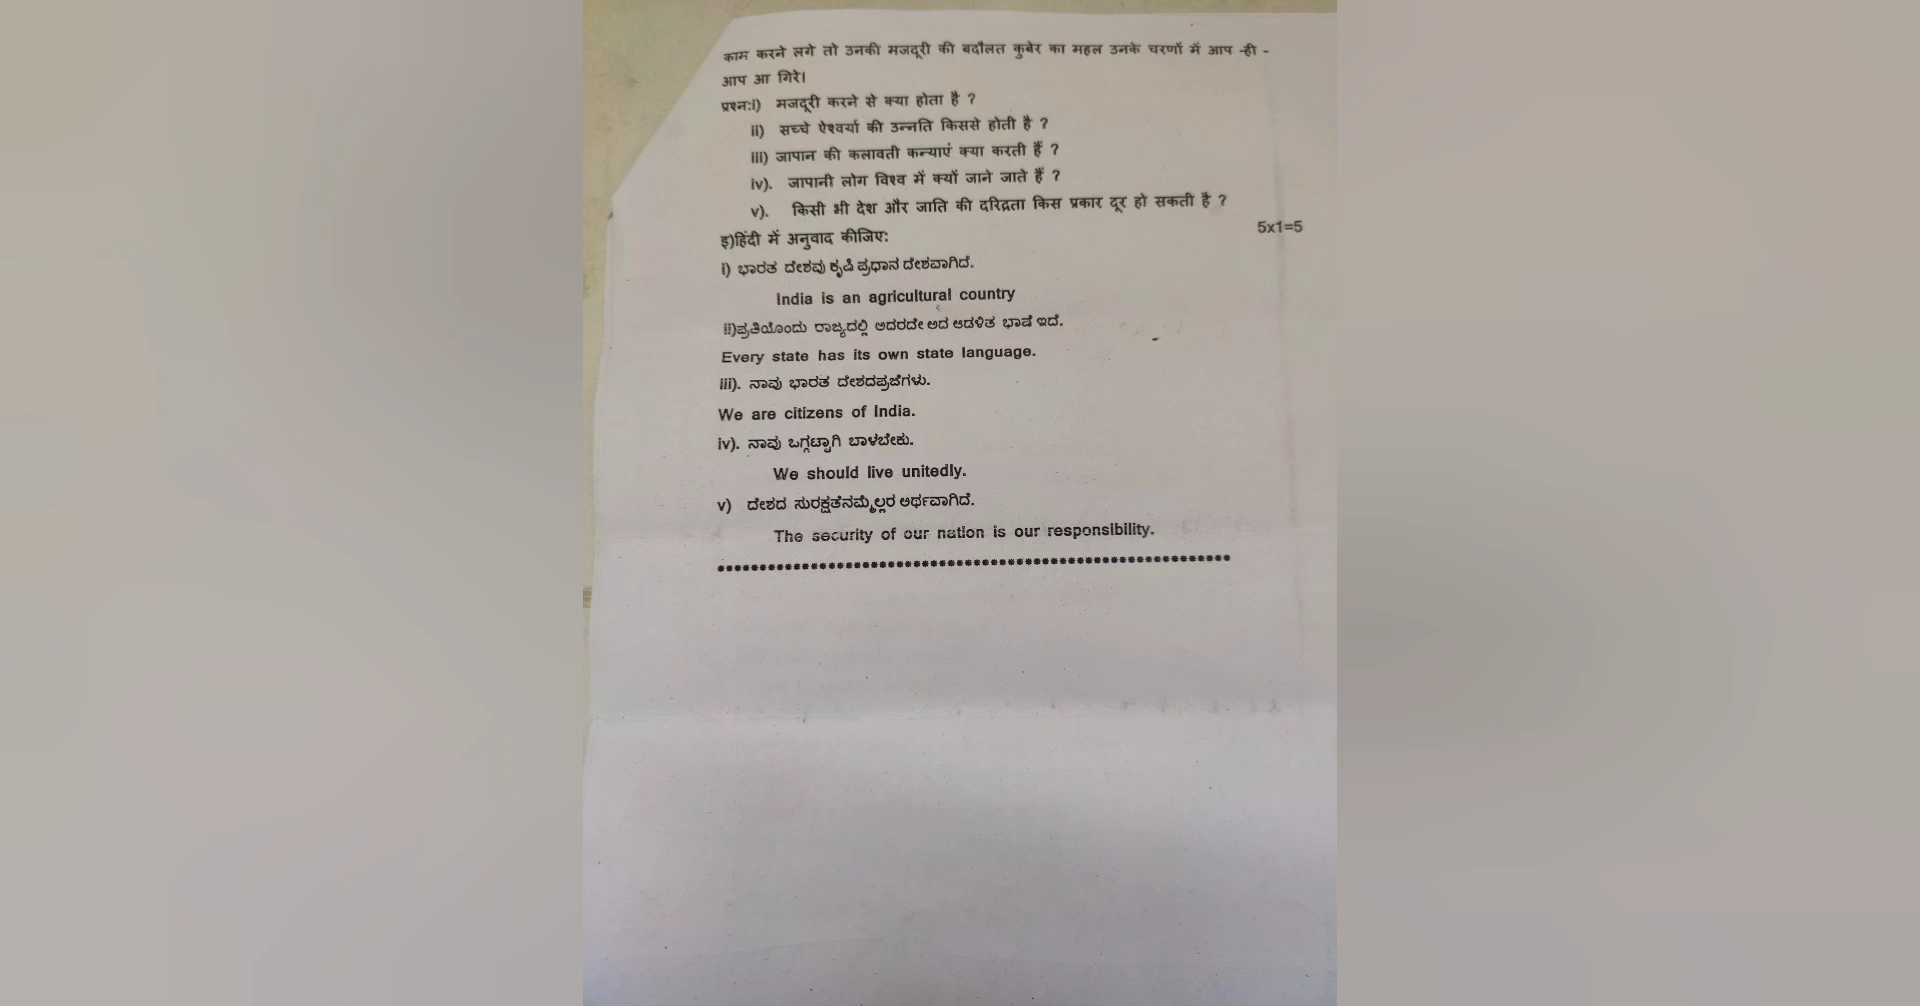 काम करने लगे तो उनकी मजदूरी की बदौलत कुबेर का महल उनके चरणों में आप -ही -
आप आ गिरे।
प्रश्न:i) मजदूरी करने से क्या होता है ?
ii) सच्चे ऐश्वर्या की उन्नति किससे होती है ?
iii) जापान की कलावती कन्याएं क्या करती हैं ?
iv). जापानी लोग विश्व में क्यों जाने जाते हैं ?
v). किसी भी देश और जाति की दरिद्रता किस प्रकार दूर हो सकती है ?
इ)हिंदी में अनुवाद कीजिए: 5x1=5
i) ಭಾರತ ದೇಶವು ಕೃಷಿ ಪ್ರಧಾನ ದೇಶವಾಗಿದೆ.
India is an agricultural country
ii)ಪ್ರತಿಯೊಂದು ರಾಜ್ಯದಲ್ಲಿ ಅದರದೇ ಆದ ಆಡಳಿತ ಭಾಷೆ ಇದೆ.
Every state has its own state language.
iii). ನಾವು ಭಾರತ ದೇಶದಪ್ರಜೆಗಳು.
We are citizens of India.
iv). ನಾವು ಒಗ್ಗಟ್ಟಾಗಿ ಬಾಳಬೇಕು.
We should live unitedly.
v) ದೇಶದ ಸುರಕ್ಷತೆನಮ್ಮೆಲ್ಲರ ಅರ್ಥವಾಗಿದೆ.
The security of our nation is our responsibility.